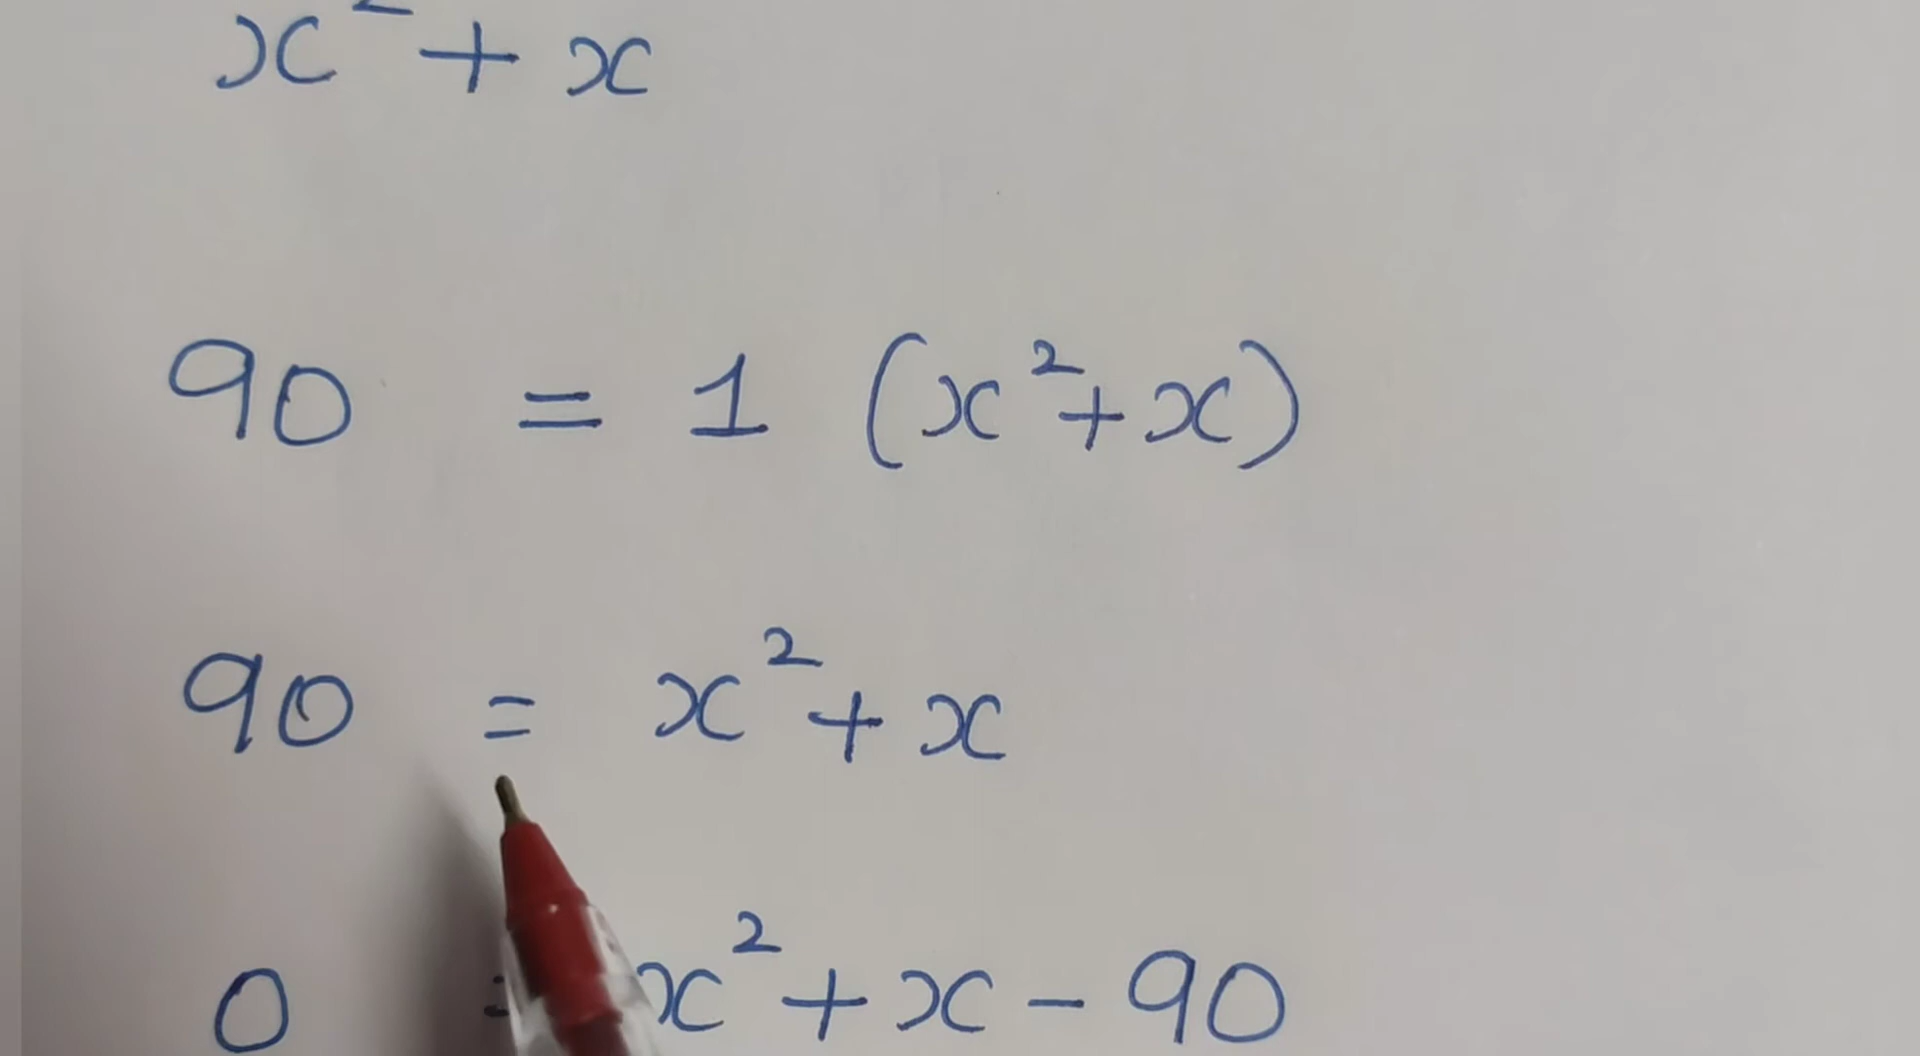 x² + x
90 = 1 (x² + x)
90 = x² + x
0 = x² + x - 90